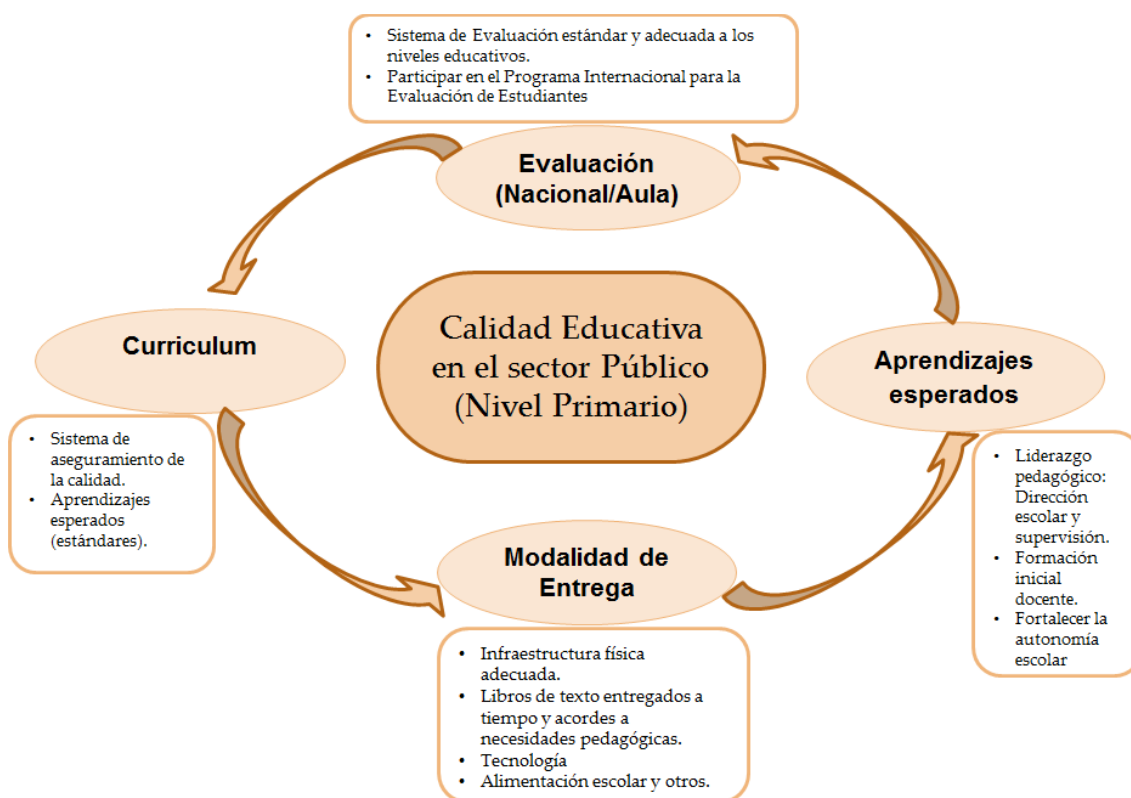 • Sistema de Evaluación estándar y adecuada a los
niveles educativos.
• Participar en el Programa Internacional para la
Evaluación de Estudiantes
Evaluación
(Nacional/Aula)
Calidad Educativa
en el sector Público
(Nivel Primario)
Curriculum
• Sistema de
aseguramiento de
la calidad.
• Aprendizajes
esperados
(estándares).
Aprendizajes
esperados
• Liderazgo
pedagógico:
Dirección
escolar y
supervisión.
• Formación
inicial
docente.
• Fortalecer la
autonomía
escolar
Modalidad de
Entrega
• Infraestructura física
adecuada.
• Libros de texto entregados a
tiempo y acordes a
necesidades pedagógicas.
• Tecnología
• Alimentación escolar y otros.